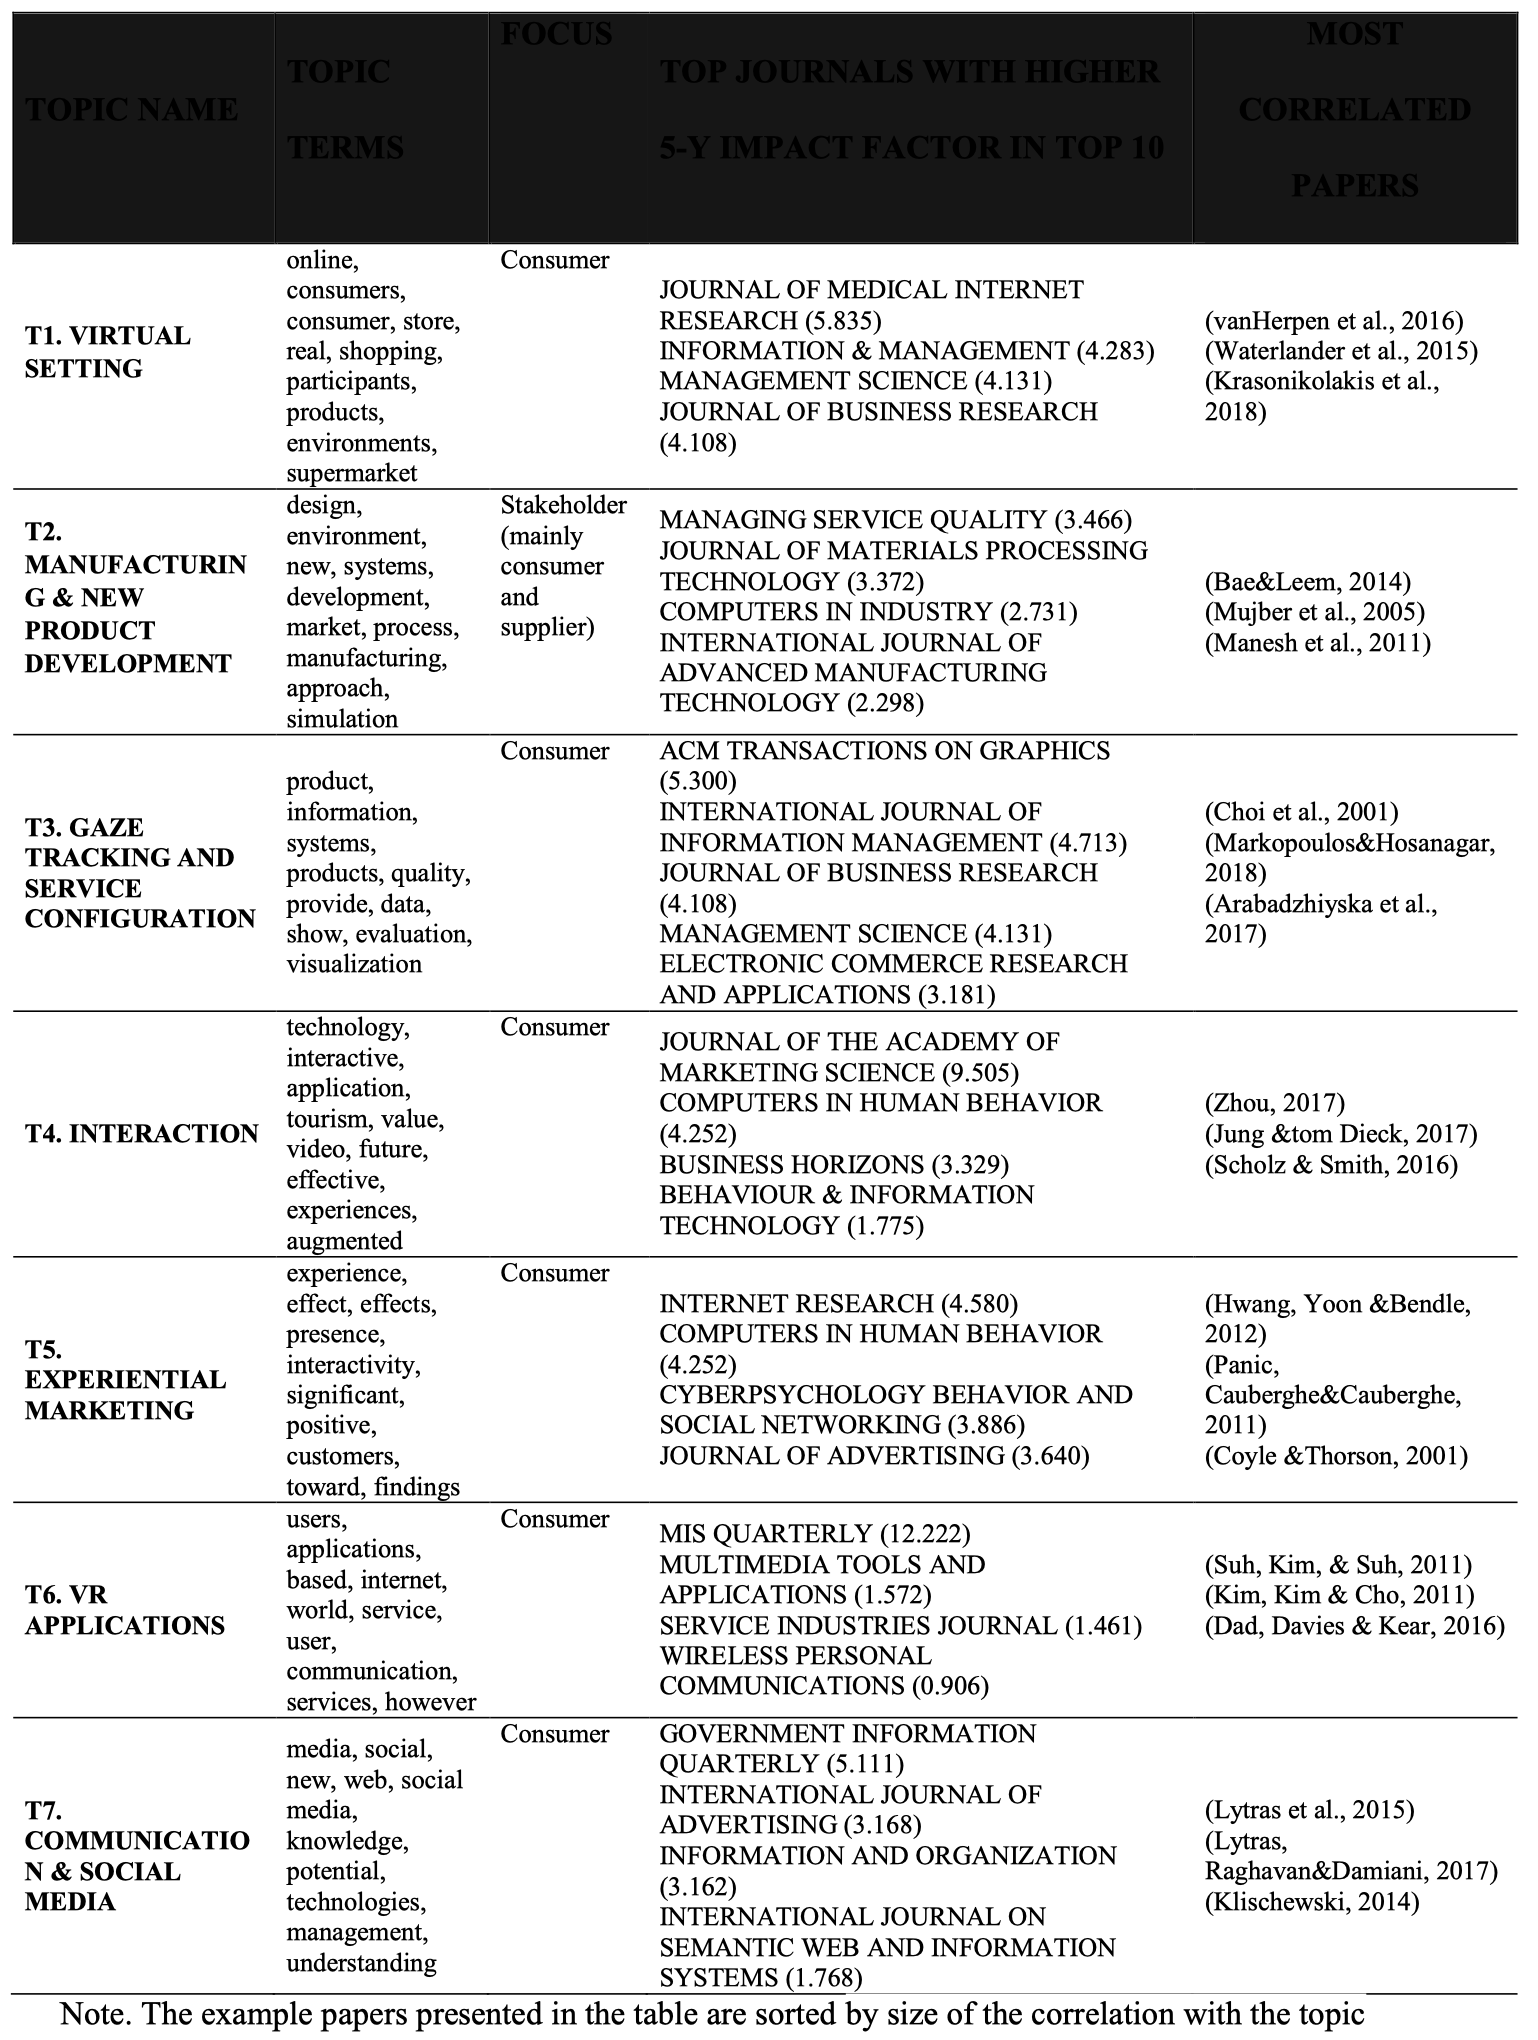 TOPIC NAME
TOPIC
TERMS
FOCUS
TOP JOURNALS WITH HIGHER
5-Y IMPACT FACTOR IN TOP 10
MOST
CORRELATED
PAPERS
T1. VIRTUAL
SETTING
online,
consumers,
consumer, store,
real, shopping,
participants,
products,
environments,
supermarket
Consumer
JOURNAL OF MEDICAL INTERNET
RESEARCH (5.835)
INFORMATION & MANAGEMENT (4.283)
MANAGEMENT SCIENCE (4.131)
JOURNAL OF BUSINESS RESEARCH
(4.108)
(vanHerpen et al., 2016)
(Waterlander et al., 2015)
(Krasonikolakis et al.,
2018)
T2.
MANUFACTURIN
G & NEW
PRODUCT
DEVELOPMENT
design,
environment,
new, systems,
development,
market, process,
manufacturing,
approach,
simulation
Stakeholder
(mainly
consumer
and
supplier)
MANAGING SERVICE QUALITY (3.466)
JOURNAL OF MATERIALS PROCESSING
TECHNOLOGY (3.372)
COMPUTERS IN INDUSTRY (2.731)
INTERNATIONAL JOURNAL OF
ADVANCED MANUFACTURING
TECHNOLOGY (2.298)
(Bae&Leem, 2014)
(Mujber et al., 2005)
(Manesh et al., 2011)
T3. GAZE
TRACKING AND
SERVICE
CONFIGURATION
product,
information,
systems,
products, quality,
provide, data,
show, evaluation,
visualization
Consumer
ACM TRANSACTIONS ON GRAPHICS
(5.300)
INTERNATIONAL JOURNAL OF
INFORMATION MANAGEMENT (4.713)
JOURNAL OF BUSINESS RESEARCH
(4.108)
MANAGEMENT SCIENCE (4.131)
ELECTRONIC COMMERCE RESEARCH
AND APPLICATIONS (3.181)
(Choi et al., 2001)
(Markopoulos&Hosanagar,
2018)
(Arabadzhiyska et al.,
2017)
T4. INTERACTION
technology,
interactive,
application,
tourism, value,
video, future,
effective,
experiences,
augmented
Consumer
JOURNAL OF THE ACADEMY OF
MARKETING SCIENCE (9.505)
COMPUTERS IN HUMAN BEHAVIOR
(4.252)
BUSINESS HORIZONS (3.329)
BEHAVIOUR & INFORMATION
TECHNOLOGY (1.775)
(Zhou, 2017)
(Jung &tom Dieck, 2017)
(Scholz & Smith, 2016)
T5.
EXPERIENTIAL
MARKETING
experience,
effect, effects,
presence,
interactivity,
significant,
positive,
customers,
toward, findings
Consumer
INTERNET RESEARCH (4.580)
COMPUTERS IN HUMAN BEHAVIOR
(4.252)
CYBERPSYCHOLOGY BEHAVIOR AND
SOCIAL NETWORKING (3.886)
JOURNAL OF ADVERTISING (3.640)
(Hwang, Yoon &Bendle,
2012)
(Panic,
Cauberghe&Cauberghe,
2011)
(Coyle &Thorson, 2001)
T6. VR
APPLICATIONS
users,
applications,
based, internet,
world, service,
user,
communication,
services, however
Consumer
MIS QUARTERLY (12.222)
MULTIMEDIA TOOLS AND
APPLICATIONS (1.572)
SERVICE INDUSTRIES JOURNAL (1.461)
WIRELESS PERSONAL
COMMUNICATIONS (0.906)
(Suh, Kim, & Suh, 2011)
(Kim, Kim & Cho, 2011)
(Dad, Davies & Kear, 2016)
T7.
COMMUNICATIO
N & SOCIAL
MEDIA
media, social,
new, web, social
media,
knowledge,
potential,
technologies,
management,
understanding
Consumer
GOVERNMENT INFORMATION
QUARTERLY (5.111)
INTERNATIONAL JOURNAL OF
ADVERTISING (3.168)
INFORMATION AND ORGANIZATION
(3.162)
INTERNATIONAL JOURNAL ON
SEMANTIC WEB AND INFORMATION
SYSTEMS (1.768)
(Lytras et al., 2015)
(Lytras,
Raghavan&Damiani, 2017)
(Klischewski, 2014)
Note. The example papers presented in the table are sorted by size of the correlation with the topic